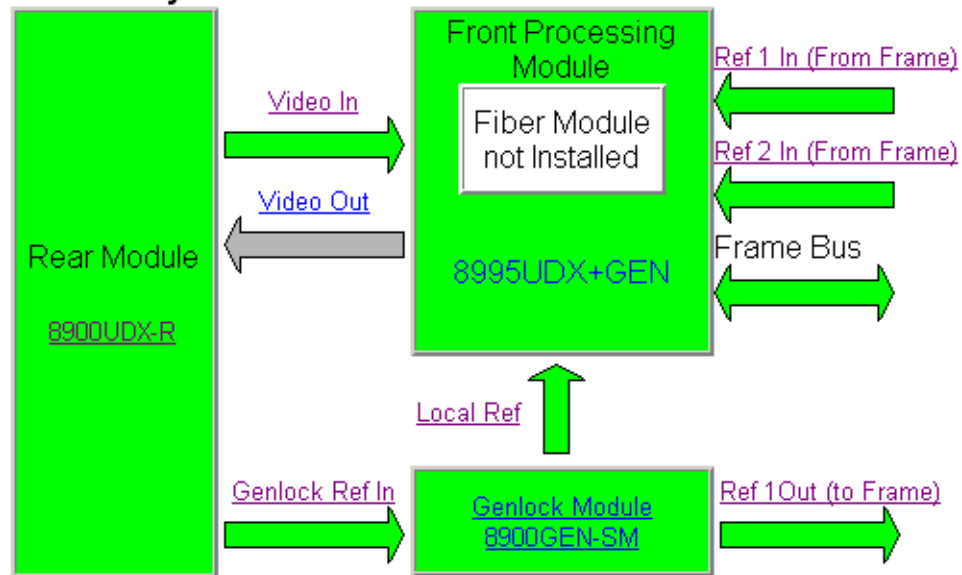 Front Processing
Module
Fiber Module
not Installed
8995UDX+GEN
Video In
Video Out
Rear Module
8900UDX-R
Ref 1 In (From Frame)
Ref 2 In (From Frame)
Frame Bus
Local Ref
Genlock Ref In
Genlock Module
8900GEN-SM
Ref 1Out (to Frame)